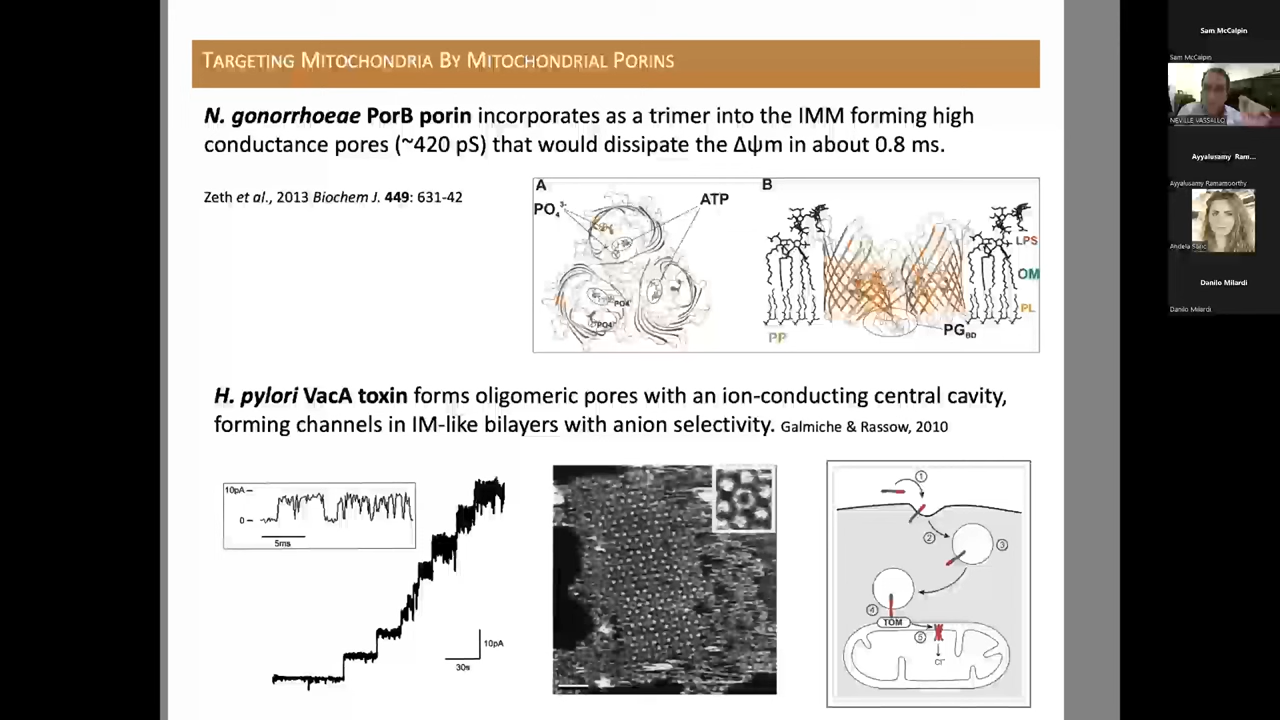 TARGETING MITOCHONDRIA BY MITOCHONDRIAL PORINS
N. gonorrhoeae PorB porin incorporates as a trimer into the IMM forming high
conductance pores (~420 pS) that would dissipate the Δψm in about 0.8 ms.
Zeth et al., 2013 Biochem J. 449: 631-42
A
B
PO₄³⁻
ATP
PO4
PO4
LPS
OM
PL
PP
PG BD
H. pylori VacA toxin forms oligomeric pores with an ion-conducting central cavity,
forming channels in IM-like bilayers with anion selectivity. Galmiche & Rassow, 2010
10pA
0
5ms
10pA
30s
1
2
3
4
TOM
5
Cl⁻
Sam McCalpin
Sam McCalpin
NEVILLE VASSALLO
Ayyalusamy Ram...
Ayyalusamy Ramamoorthy
Danilo Milardi
Danilo Milardi